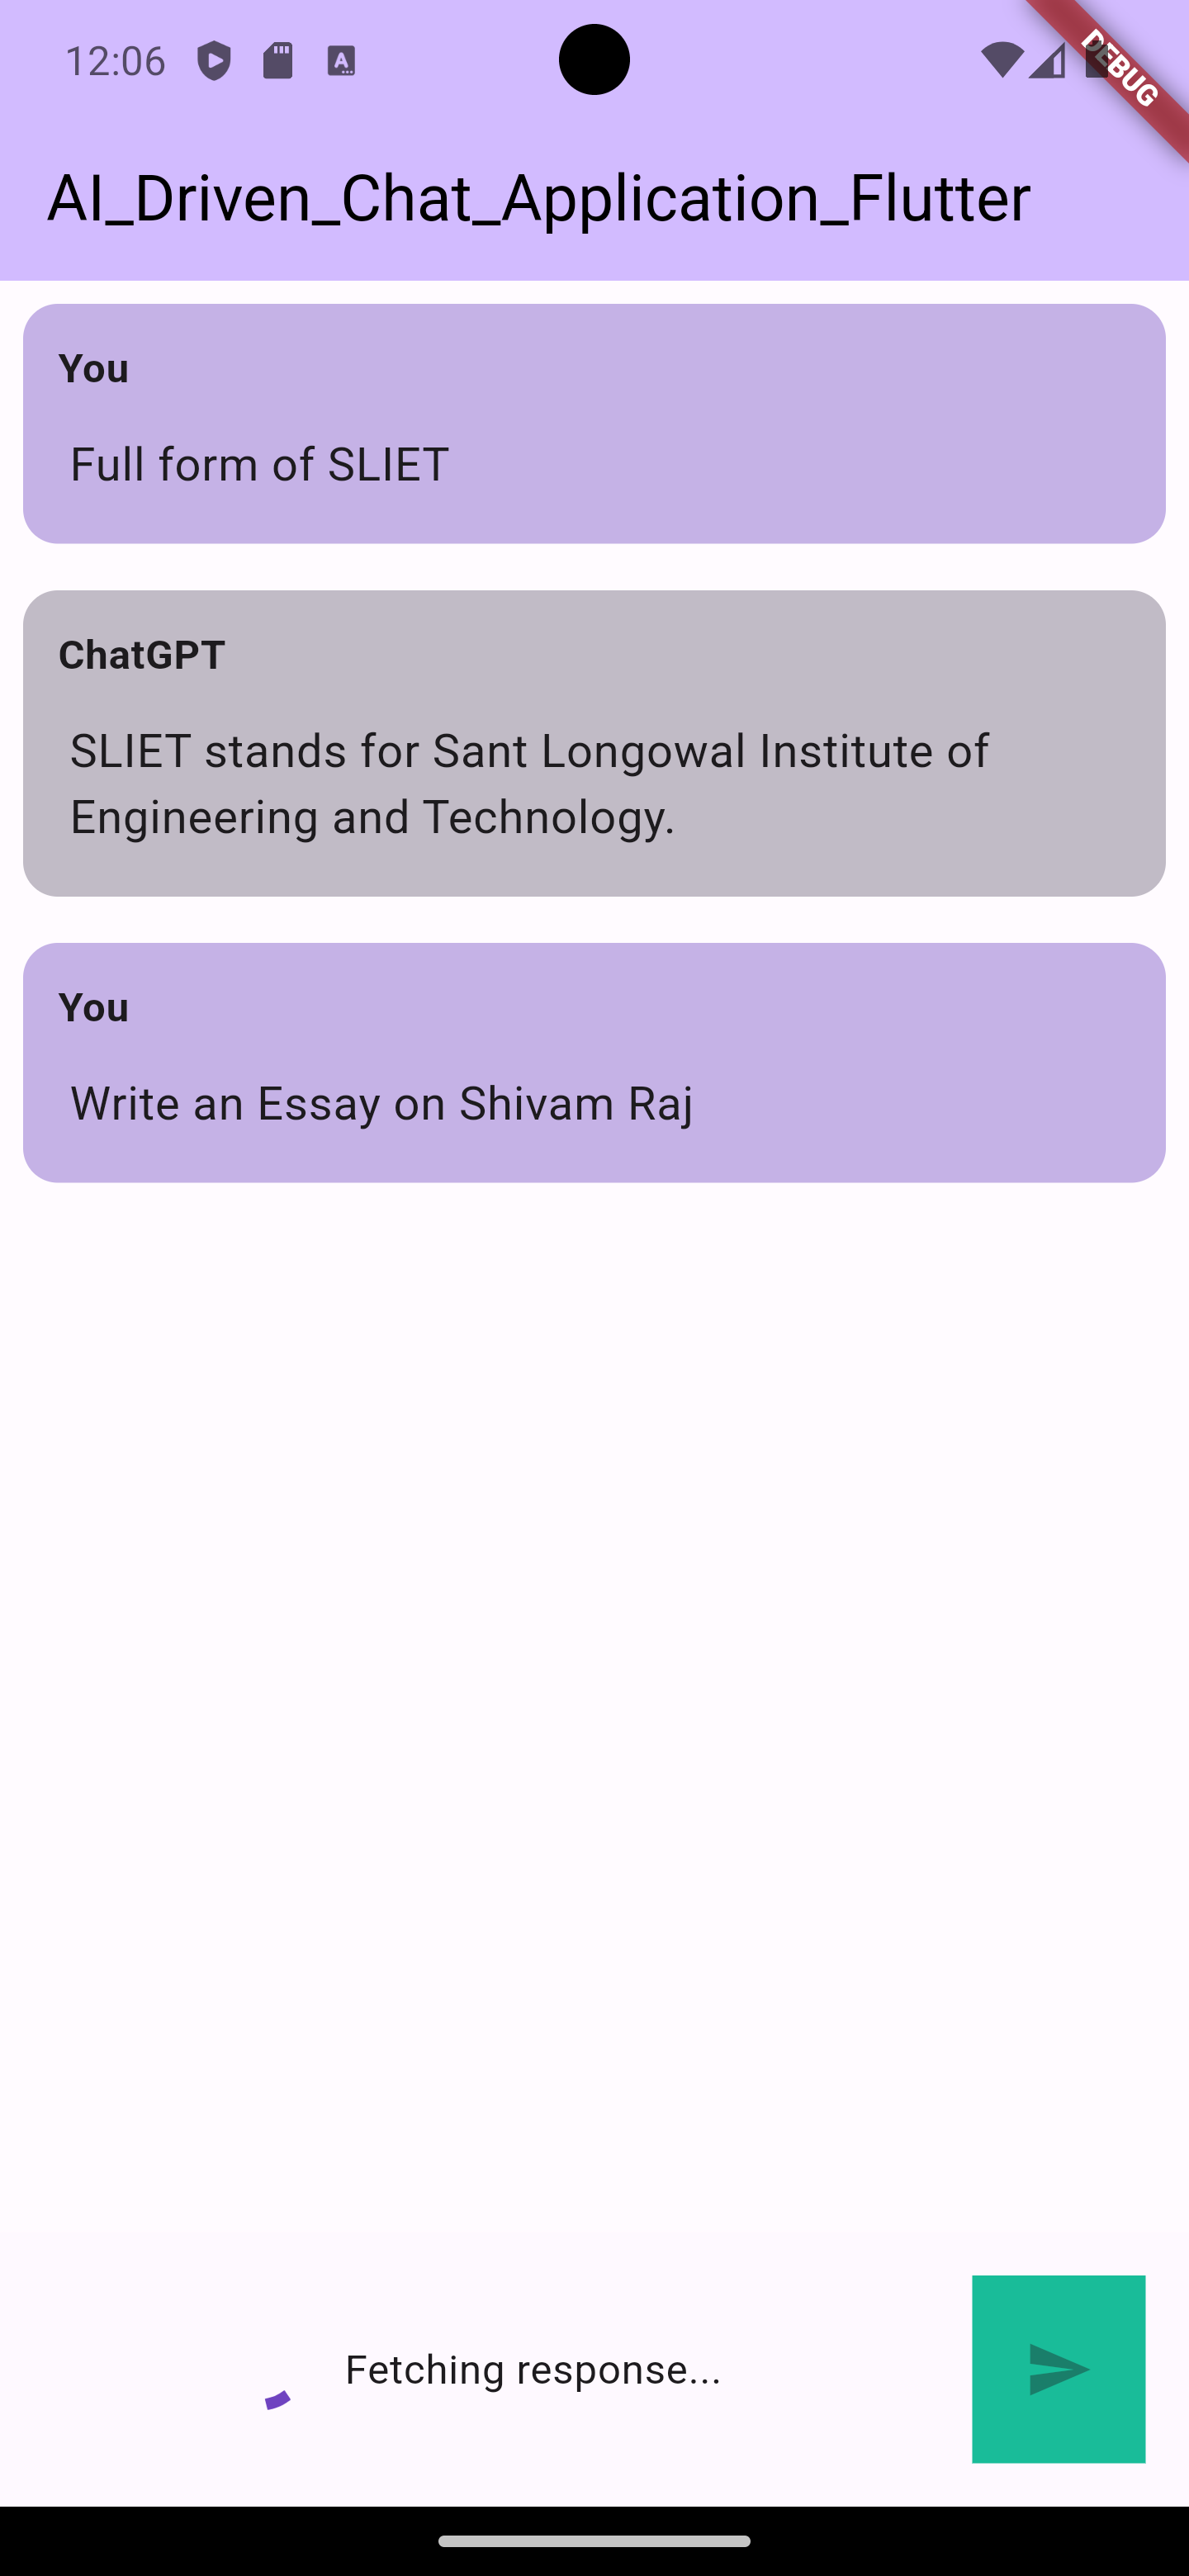 12:06
DEBUG
AI_Driven_Chat_Application_Flutter
You
Full form of SLIET
ChatGPT
SLIET stands for Sant Longowal Institute of
Engineering and Technology.
You
Write an Essay on Shivam Raj
Fetching response...